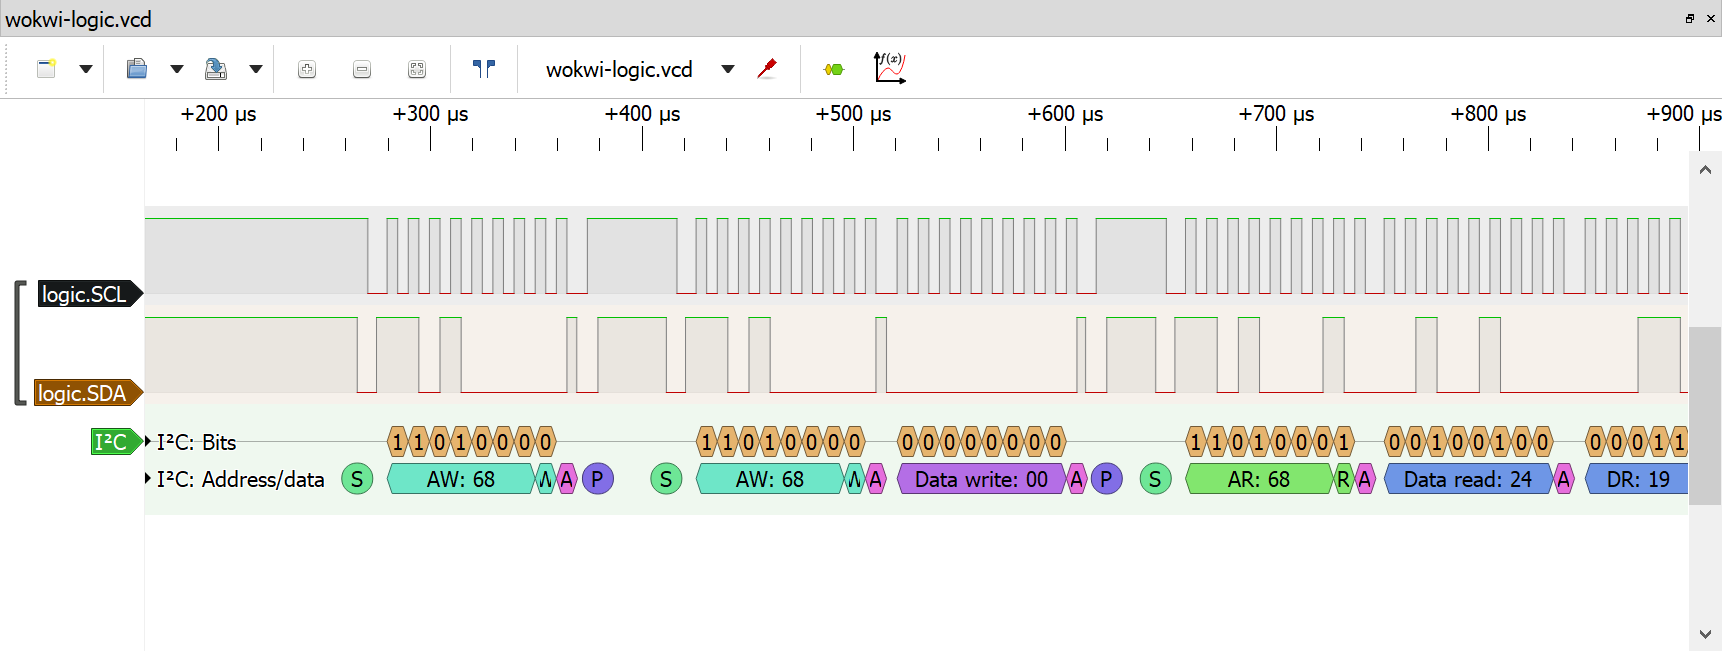 wokwi-logic.vcd
wokwi-logic.vcd f(x)
+200 µs +300 µs +400 µs +500 µs +600 µs +700 µs +800 µs +900 µs
logic.SCL
logic.SDA
I²C I²C: Bits 1 1 0 1 0 0 0 0 1 1 0 1 0 0 0 0 0 0 0 0 0 0 0 0 1 1 0 1 0 0 0 1 0 0 1 0 0 1 0 0 0 0 0 1 1
I²C: Address/data S AW: 68 W A P S AW: 68 W A Data write: 00 A P S AR: 68 R A Data read: 24 A DR: 19